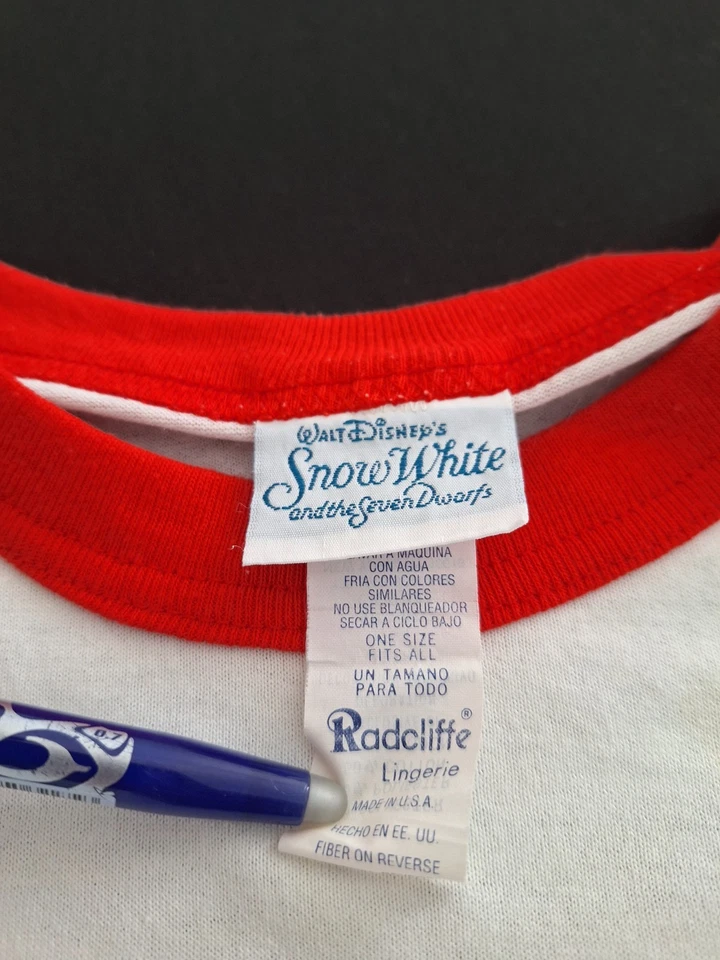 Walt Disney's
Snow White
and the Seven Dwarfs
LAVAR A MAQUINA
CON AGUA
FRIA CON COLORES
SIMILARES
NO USE BLANQUEADOR
SECAR A CICLO BAJO
ONE SIZE
FITS ALL
UN TAMANO
PARA TODO
Radcliffe®
Lingerie
MADE IN U.S.A.
HECHO EN EE. UU.
FIBER ON REVERSE
0.7